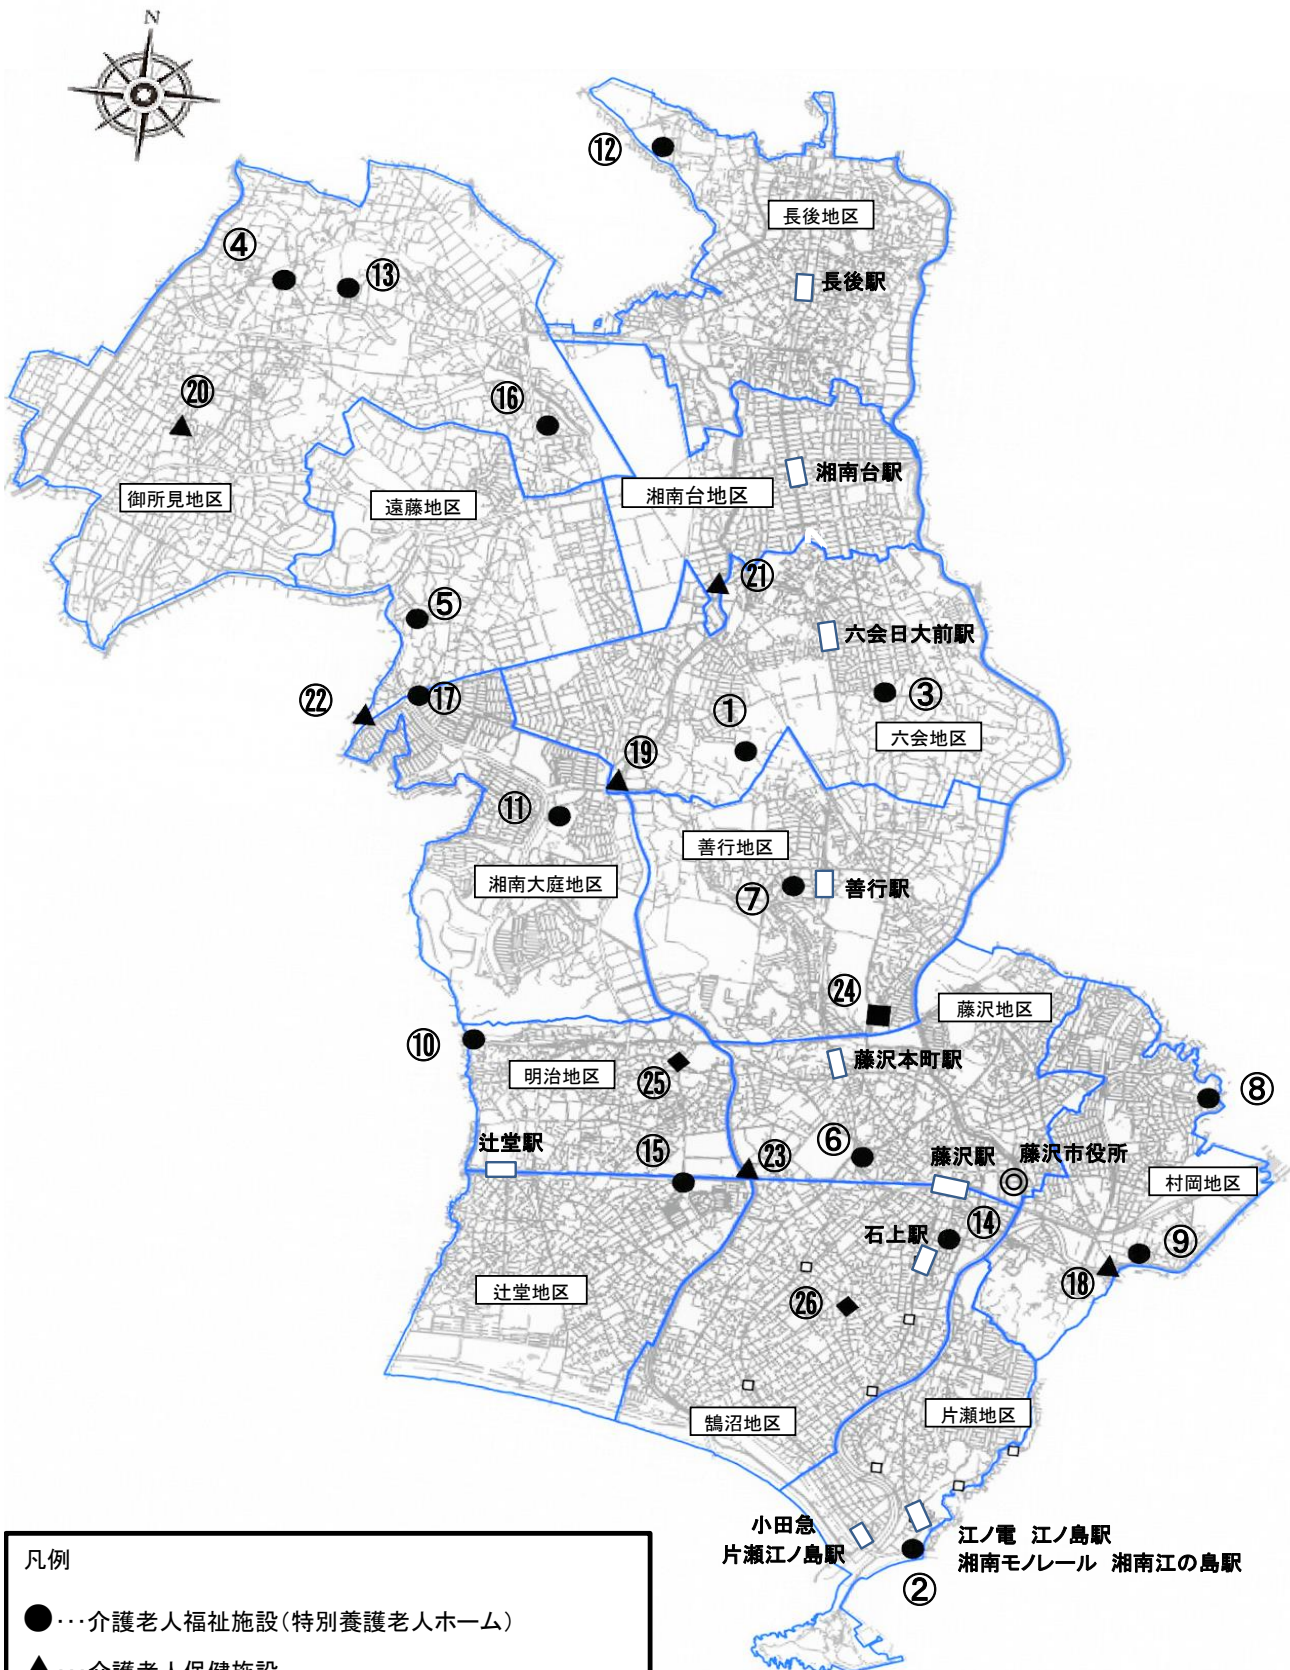 N
⑫
長後地区
④
⑬
長後駅
⑳
⑯
湘南台駅
御所見地区
遠藤地区
湘南台地区
㉑
⑤
六会日大前駅
㉒
⑰
①
③
六会地区
⑲
⑪
善行地区
湘南大庭地区
⑦
善行駅
㉔
藤沢地区
⑩
明治地区
㉕
藤沢本町駅
⑧
辻堂駅
⑮
㉓
⑥
藤沢駅
藤沢市役所
村岡地区
石上駅
⑭
⑨
⑱
辻堂地区
㉖
鵠沼地区
片瀬地区
小田急
片瀬江ノ島駅
江ノ電 江ノ島駅
湘南モノレール 湘南江の島駅
②
凡例
●・・・介護老人福祉施設(特別養護老人ホーム)
▲・・・介護老人保健施設